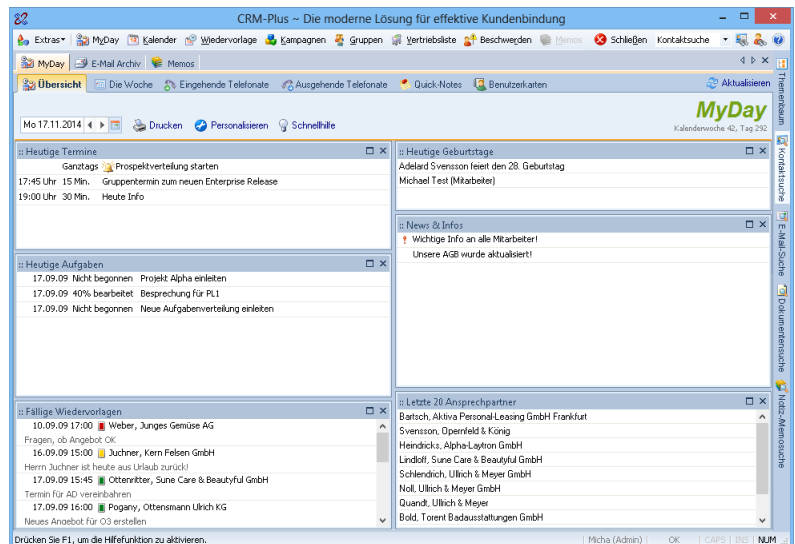 CRM-Plus ~ Die moderne Lösung für effektive Kundenbindung
Extras MyDay Kalender Wiedervorlage Kampagnen Gruppen Vertriebsliste Beschwerden Memos Schließen Kontaktsuche
MyDay E-Mail Archiv Memos
Übersicht Die Woche Eingehende Telefonate Ausgehende Telefonate Quick-Notes Benutzerkarten Aktualisieren
MyDay
Kalenderwoche 42, Tag 292
Mo 17.11.2014 Drucken Personalisieren Schnellhilfe
:: Heutige Termine
Ganztags Prospektverteilung starten
17:45 Uhr 15 Min. Gruppentermin zum neuen Enterprise Release
19:00 Uhr 30 Min. Heute Info
:: Heutige Aufgaben
17.09.09 Nicht begonnen Projekt Alpha einleiten
17.09.09 40% bearbeitet Besprechung für PL1
17.09.09 Nicht begonnen Neue Aufgabenverteilung einleiten
:: Fällige Wiedervorlagen
10.09.09 17:00 Weber, Junges Gemüse AG
Fragen, ob Angebot OK
16.09.09 15:00 Juchner, Kern Felsen GmbH
Herrn Juchner ist heute aus Urlaub zurück!
17.09.09 15:45 Ottenritter, Sune Care & Beautyful GmbH
Termin für AD vereinbahren
17.09.09 16:00 Pogany, Ottensmann Ulrich KG
Neues Angebot für O3 erstellen
:: Heutige Geburtstage
Adelard Svensson feiert den 28. Geburtstag
Michael Test (Mitarbeiter)
:: News & Infos
Wichtige Info an alle Mitarbeiter!
Unsere AGB wurde aktualisiert!
:: Letzte 20 Ansprechpartner
Bartsch, Aktiva Personal-Leasing GmbH Frankfurt
Svensson, Opernfeld & König
Heindricks, Alpha-Laytron GmbH
Lindloff, Sune Care & Beautyful GmbH
Schlendrich, Ullrich & Meyer GmbH
Noll, Ullrich & Meyer GmbH
Quandt, Ullrich & Meyer
Bold, Torent Badausstattungen GmbH
Themenbaum
Kontaktsuche
E-Mail-Suche
Dokumentensuche
Notiz-/Memosuche
Drücken Sie F1, um die Hilfefunktion zu aktivieren. Micha (Admin) OK CAPS INS NUM